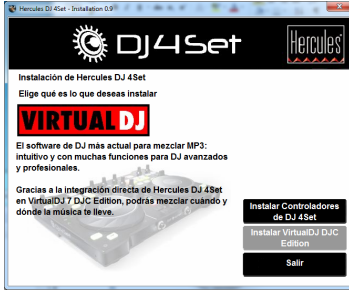 Hercules DJ 4Set - Installation 0.9
DJ4Set
Hercules
Instalación de Hercules DJ 4Set
Elige qué es lo que deseas instalar
VIRTUAL DJ
El software de DJ más actual para mezclar MP3:
intuitivo y con muchas funciones para DJ avanzados
y profesionales.
Gracias a la integración directa de Hercules DJ 4Set
en VirtualDJ 7 DJC Edition, podrás mezclar cuándo y
dónde la música te lleve.
Instalar Controladores
de DJ 4Set
Instalar VirtualDJ DJC
Edition
Salir